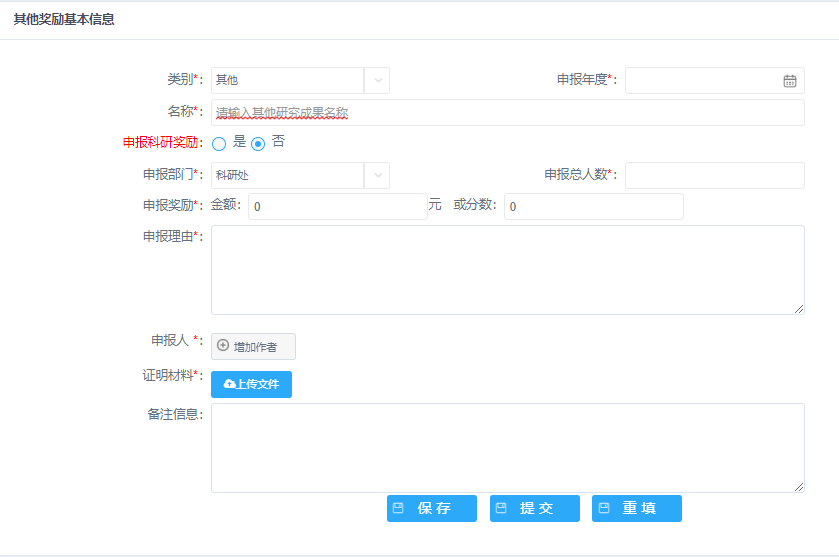 其他奖励基本信息
类别*: 其他 申报年度*:
名称*: 请输入其他研究成果名称
申报科研奖励: 是 否
申报部门*: 科研处 申报总人数*:
申报奖励*: 金额: 0 元 或分数: 0
申报理由*:
申报人 *: 增加作者
证明材料*: 上传文件
备注信息:
保存 提交 重填